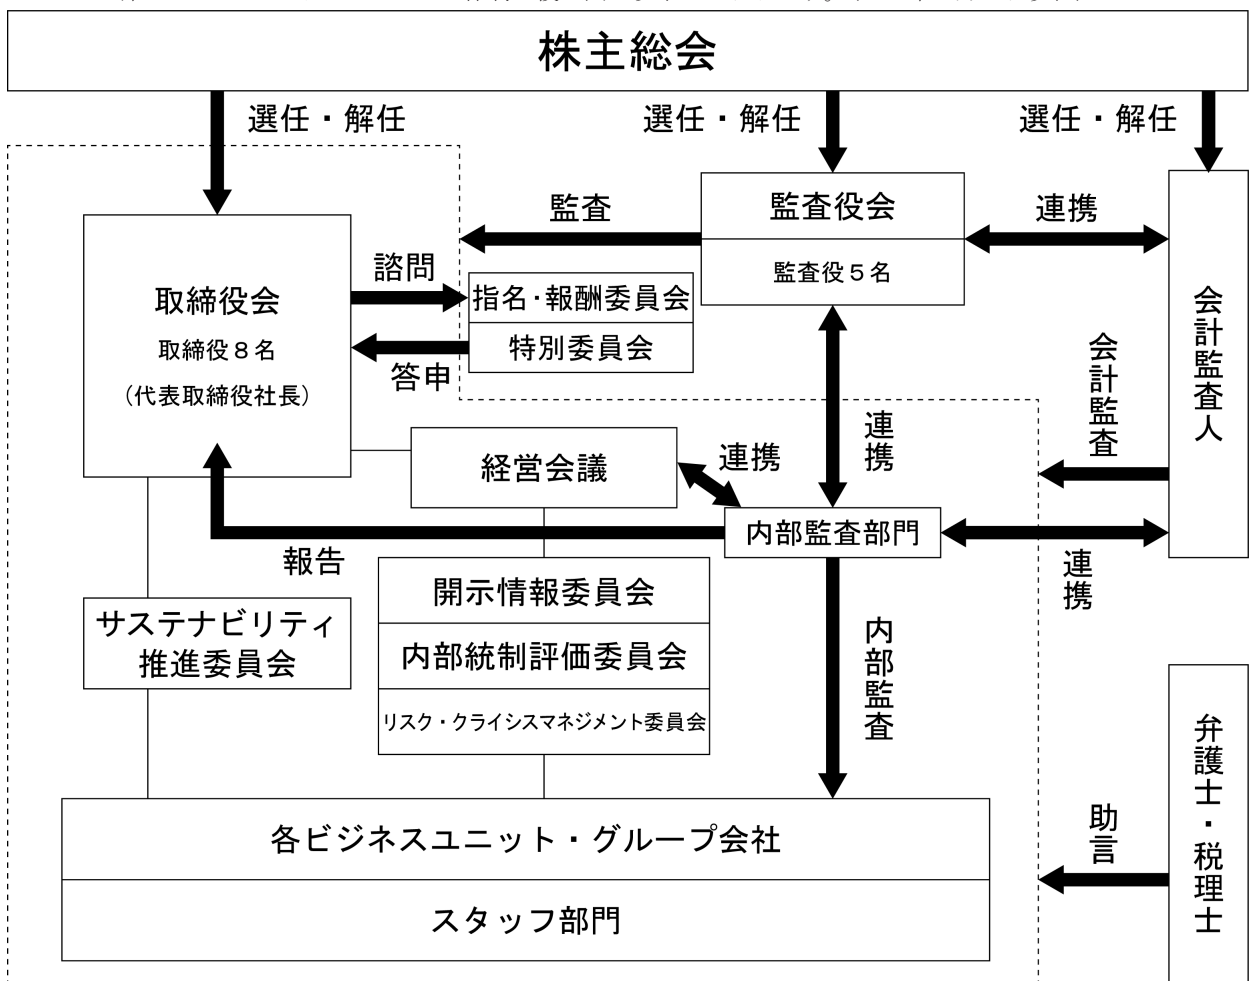 株主総会
選任・解任
選任・解任
選任・解任
監査役会
監査役5名
監査
連携
取締役会
取締役8名
(代表取締役社長)
諮問
答申
指名・報酬委員会
特別委員会
会計監査人
会計監査
連携
経営会議
連携
内部監査部門
連携
報告
開示情報委員会
内部統制評価委員会
リスク・クライシスマネジメント委員会
サステナビリティ
推進委員会
内部監査
各ビジネスユニット・グループ会社
スタッフ部門
助言
弁護士・税理士